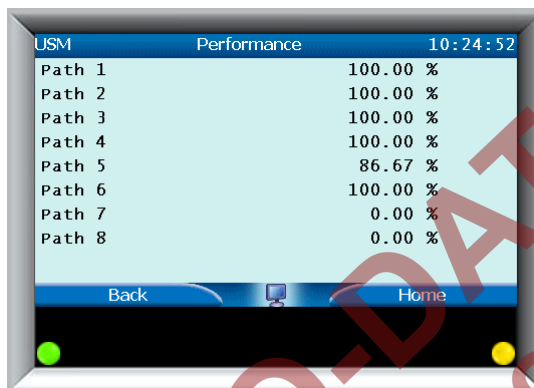 USM Performance 10:24:52
Path 1 100.00 %
Path 2 100.00 %
Path 3 100.00 %
Path 4 100.00 %
Path 5 86.67 %
Path 6 100.00 %
Path 7 0.00 %
Path 8 0.00 %
Back Home